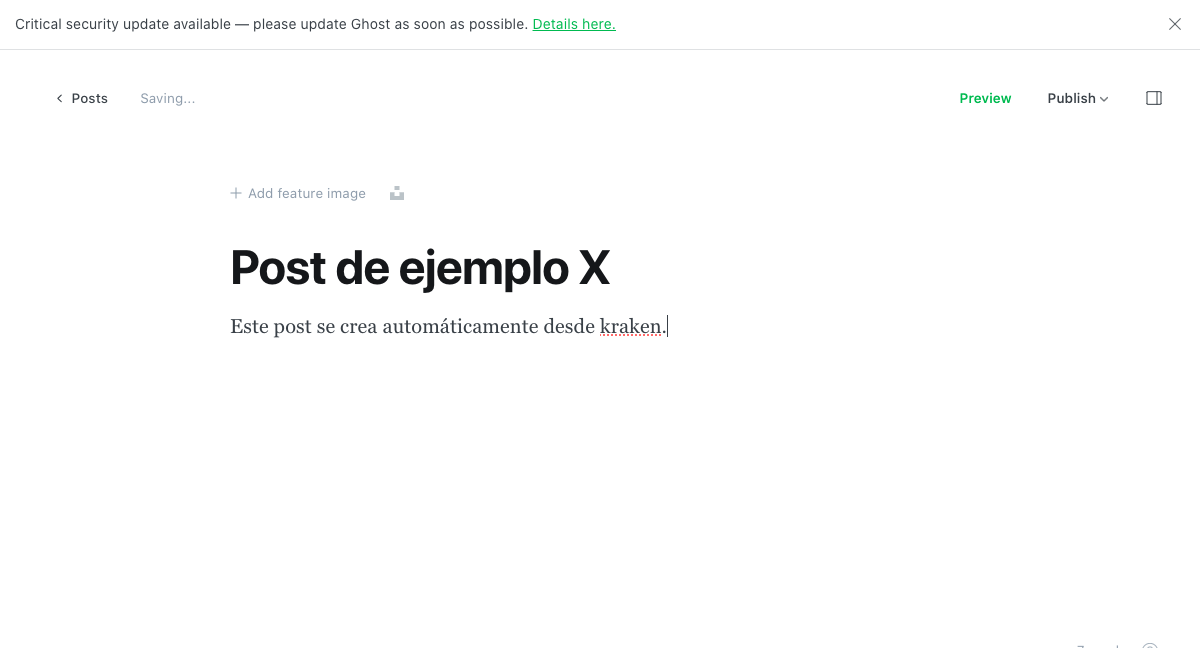 Critical security update available — please update Ghost as soon as possible. Details here.
Posts
Saving...
Preview
Publish
Add feature image
Post de ejemplo X
Este post se crea automáticamente desde kraken.